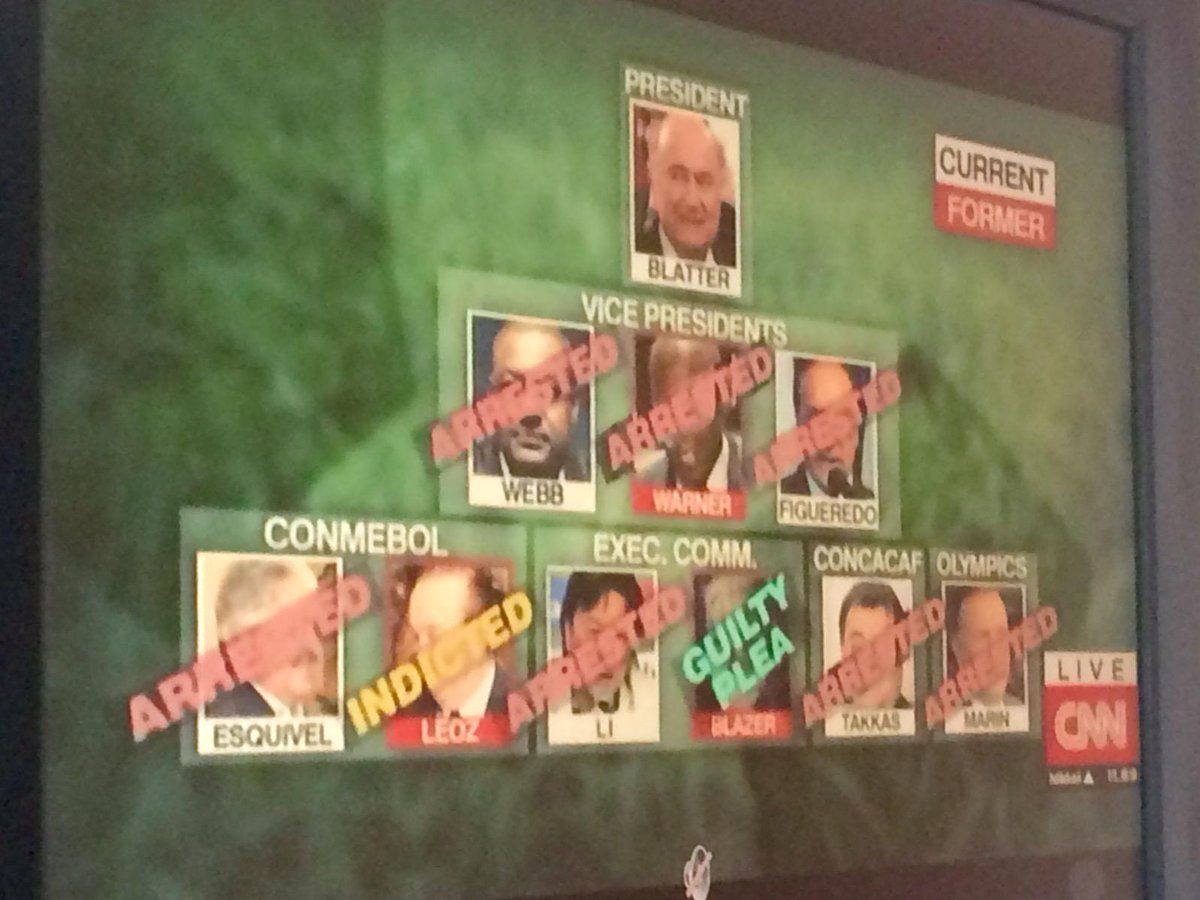 PRESIDENT
BLATTER
CURRENT
FORMER
VICE PRESIDENTS
ARRESTED
ARRESTED
ARRESTED
WEBB
WARNER
FIGUEREDO
CONMEBOL
EXEC. COMM.
CONCACAF
OLYMPICS
ARRESTED
INDICTED
ARRESTED
GUILTY
PLEA
ARRESTED
ARRESTED
ESQUIVEL
LEOZ
LI
BLAZER
TAKKAS
MARIN
LIVE
CNN
Nikkei ▲